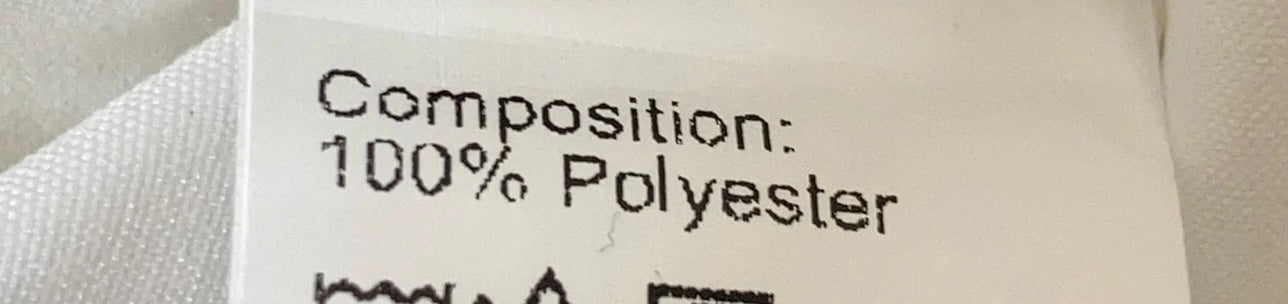 Composition:
100% Polyester